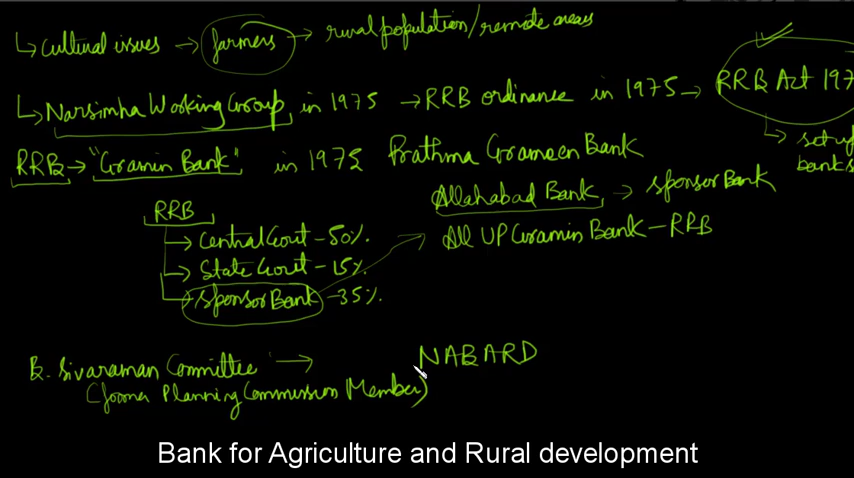 ↳ Cultural issues → farmers → rural population/remote areas
↳ Narsimha Working Group, in 1975 → RRB ordinance in 1975 → RRB Act 197
↳ set up banks
RRB → "Gramin Bank" in 1975 Prathma Grameen Bank
Allahabad Bank, → Sponsor Bank
RRB
→ Central Govt - 50%.
All UP Gramin Bank - RRB
→ State Govt - 15%.
→ Sponsor Bank - 35%.
B. Sivaraman Committee → NABARD
(former Planning Commission Member)
Bank for Agriculture and Rural development